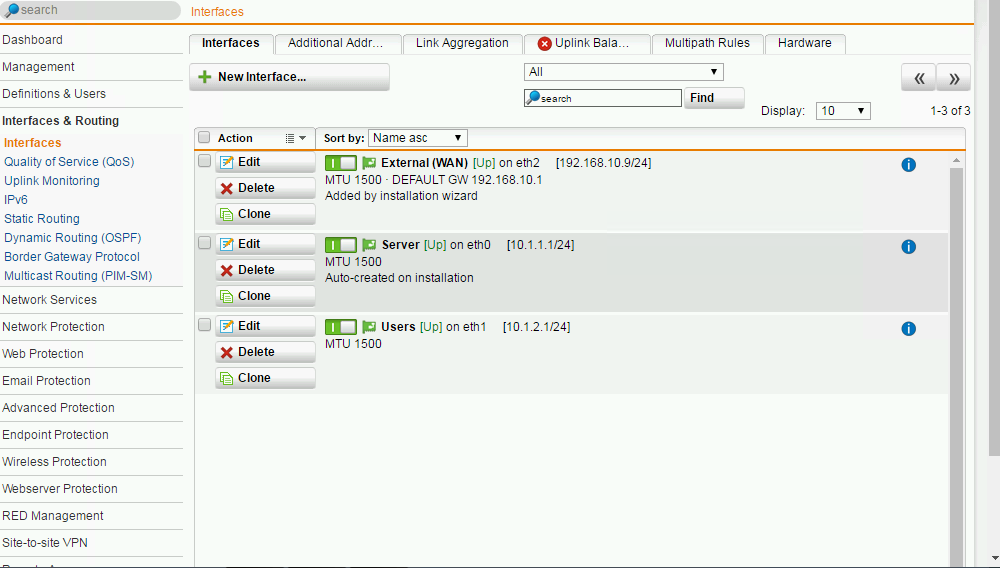 search
Interfaces
Dashboard
Management
Definitions & Users
Interfaces & Routing
Interfaces
Quality of Service (QoS)
Uplink Monitoring
IPv6
Static Routing
Dynamic Routing (OSPF)
Border Gateway Protocol
Multicast Routing (PIM-SM)
Network Services
Network Protection
Web Protection
Email Protection
Advanced Protection
Endpoint Protection
Wireless Protection
Webserver Protection
RED Management
Site-to-site VPN
Interfaces Additional Addr... Link Aggregation Uplink Bala... Multipath Rules Hardware
New Interface...
All
search Find
Display: 10 1-3 of 3
Action Sort by: Name asc
Edit External (WAN) [Up] on eth2 [192.168.10.9/24]
MTU 1500 · DEFAULT GW 192.168.10.1
Delete
Added by installation wizard
Clone
Edit Server [Up] on eth0 [10.1.1.1/24]
MTU 1500
Delete
Auto-created on installation
Clone
Edit Users [Up] on eth1 [10.1.2.1/24]
MTU 1500
Delete
Clone